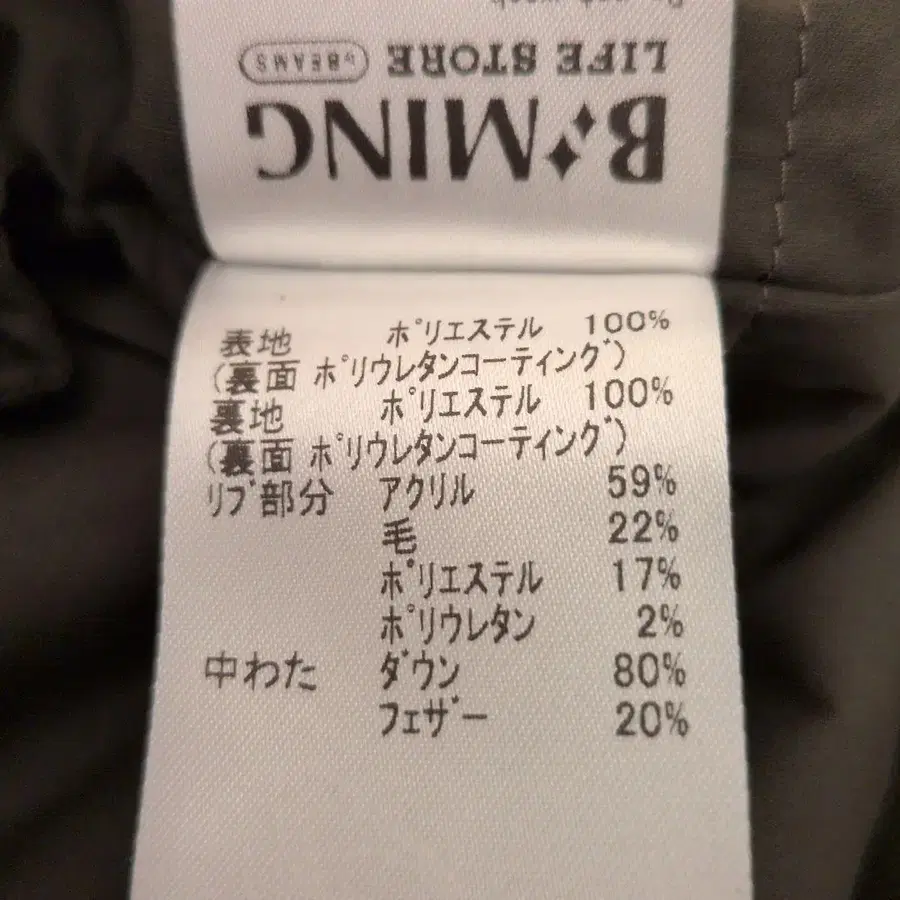 B MING
LIFE STORE
by BEAMS
表地 ポリエステル 100%
(裏面 ポリウレタンコーティング)
裏地 ポリエステル 100%
(裏面 ポリウレタンコーティング)
リブ部分 アクリル 59%
毛 22%
ポリエステル 17%
ポリウレタン 2%
中わた ダウン 80%
フェザー 20%